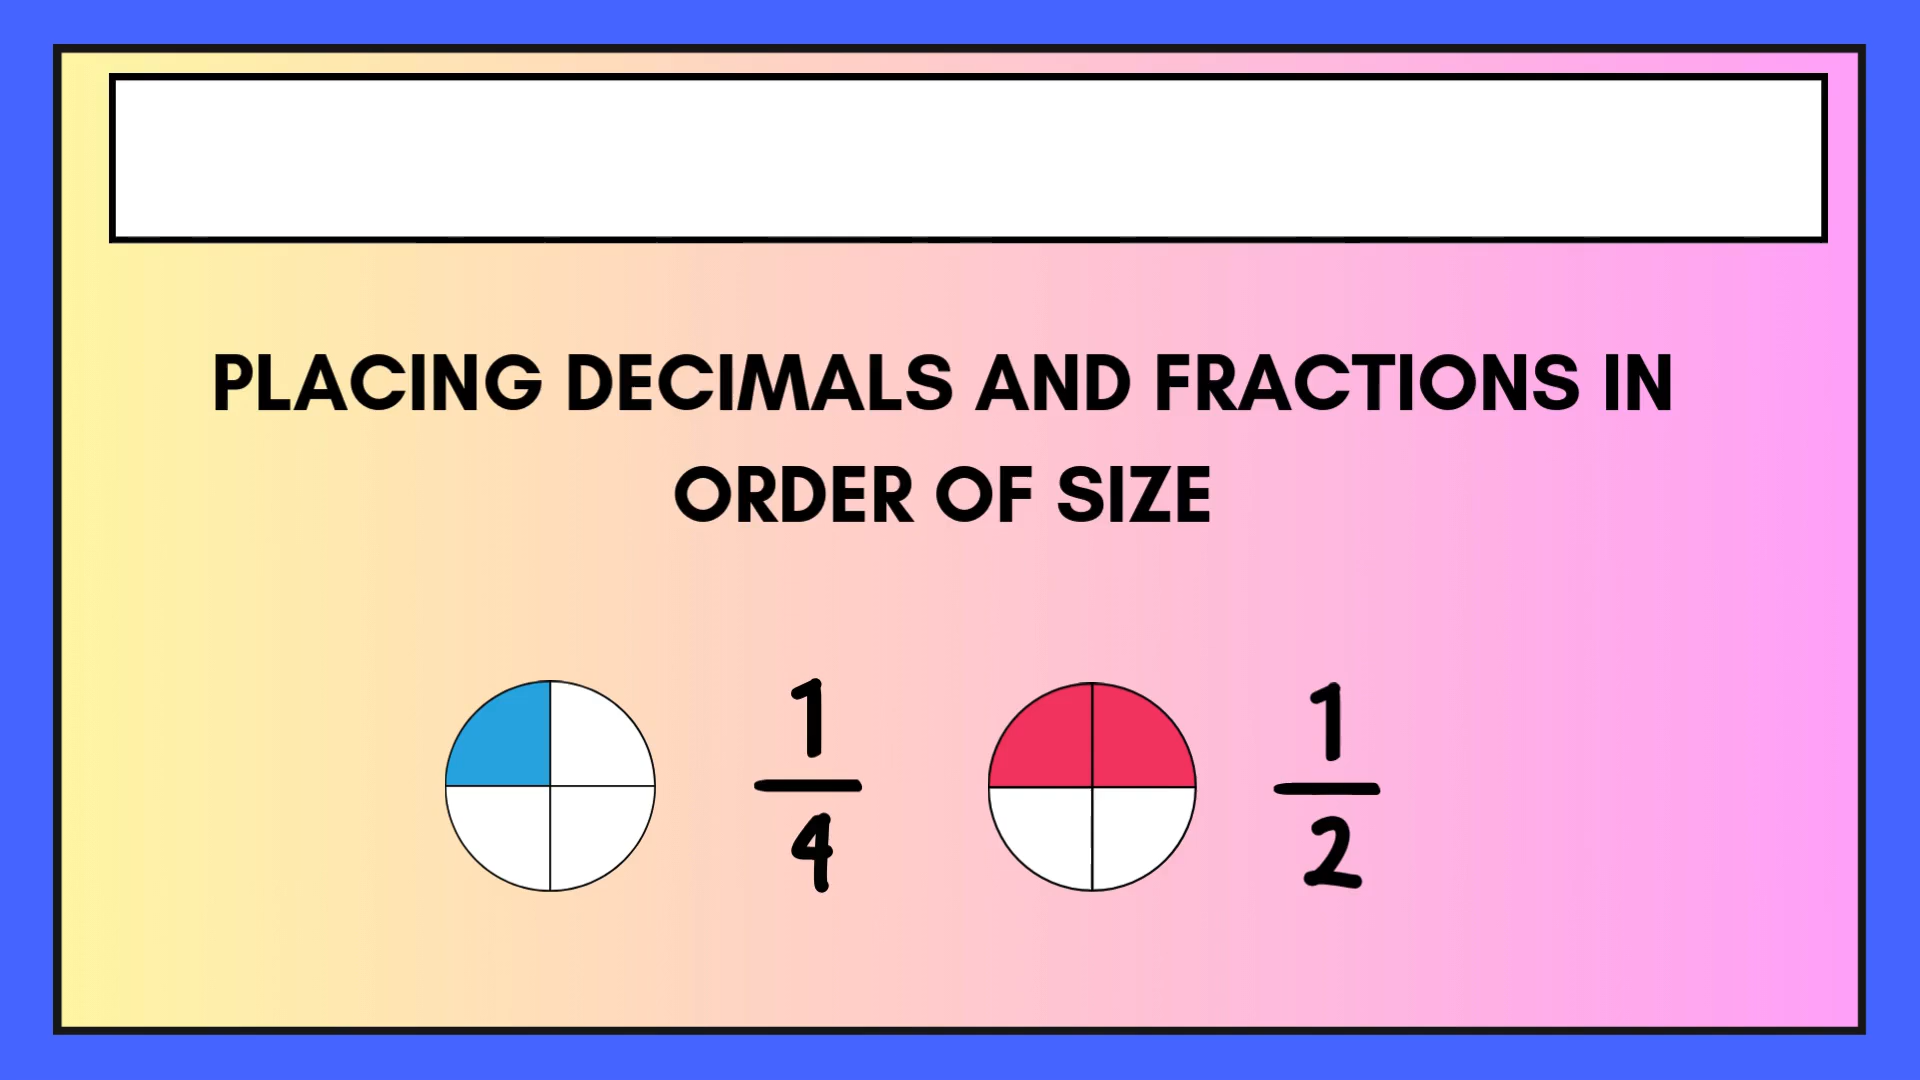 PLACING DECIMALS AND FRACTIONS IN
ORDER OF SIZE
1/4 1/2